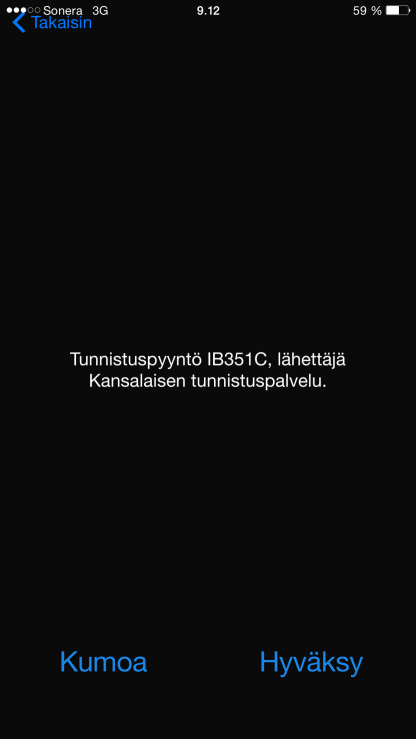 Sonera 3G 9.12 59 %
Takaisin
Tunnistuspyyntö IB351C, lähettäjä
Kansalaisen tunnistuspalvelu.
Kumoa Hyväksy